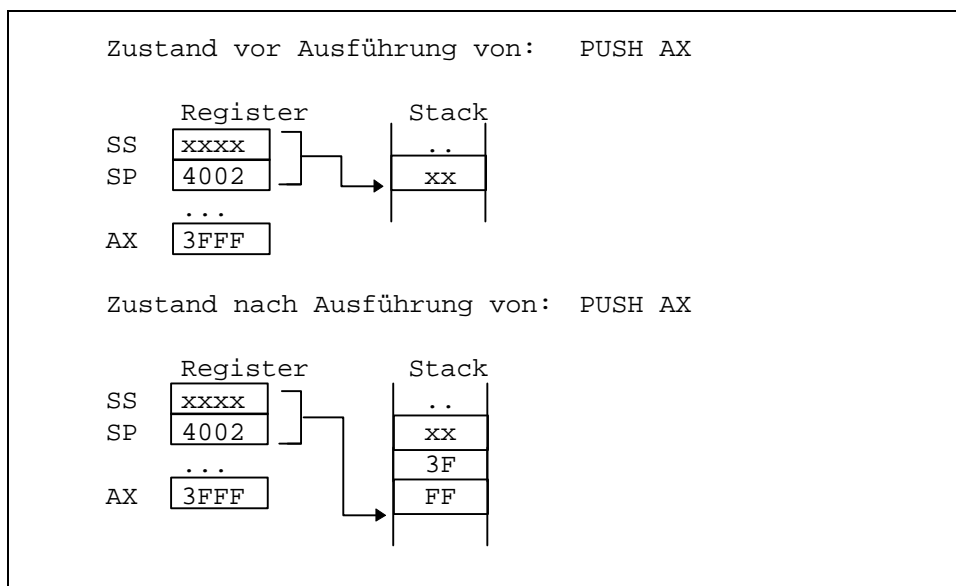 Zustand vor Ausführung von: PUSH AX
Register Stack
SS xxxx ..
SP 4002 xx
...
AX 3FFF
Zustand nach Ausführung von: PUSH AX
Register Stack
SS xxxx ..
SP 4002 xx
... 3F
AX 3FFF FF